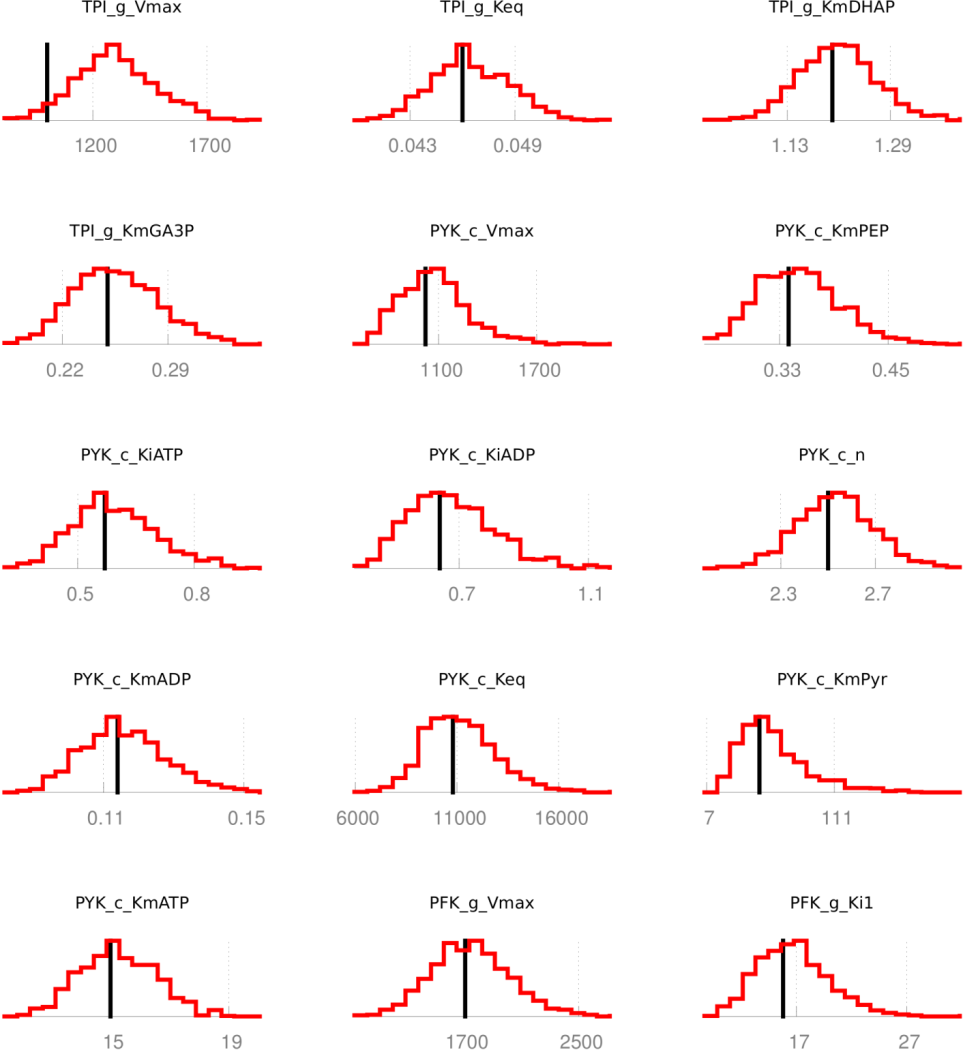 TPI_g_Vmax TPI_g_Keq TPI_g_KmDHAP
1200 1700 0.043 0.049 1.13 1.29
TPI_g_KmGA3P PYK_c_Vmax PYK_c_KmPEP
0.22 0.29 1100 1700 0.33 0.45
PYK_c_KiATP PYK_c_KiADP PYK_c_n
0.5 0.8 0.7 1.1 2.3 2.7
PYK_c_KmADP PYK_c_Keq PYK_c_KmPyr
0.11 0.15 6000 11000 16000 7 111
PYK_c_KmATP PFK_g_Vmax PFK_g_Ki1
15 19 1700 2500 17 27